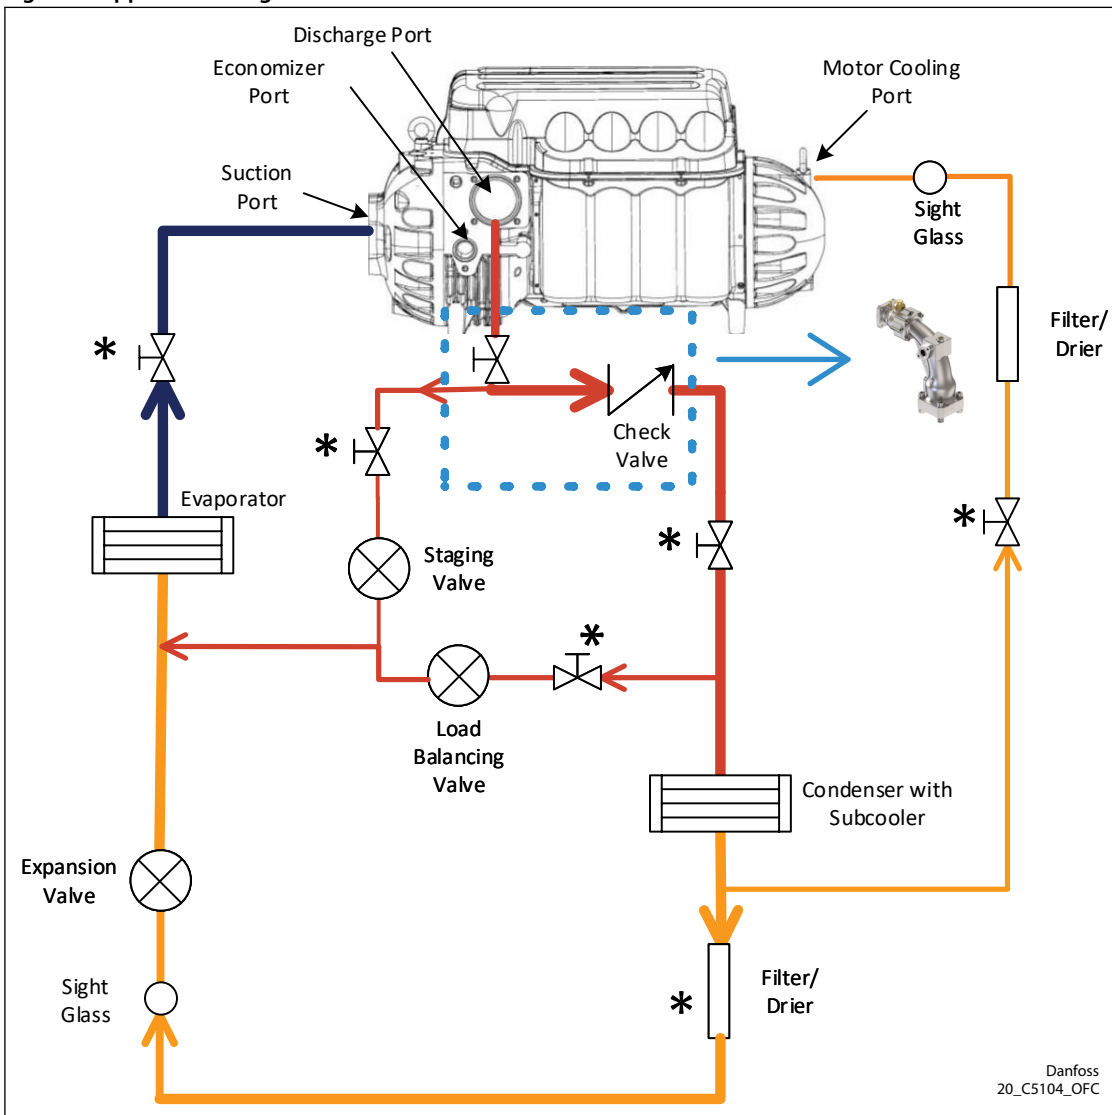 Discharge Port
Economizer
Port
Motor Cooling
Port
Suction
Port
Sight
Glass
Filter/
Drier
*
Check
Valve
*
Evaporator
*
*
Staging
Valve
*
Load
Balancing
Valve
Condenser with
Subcooler
Expansion
Valve
Sight
Glass
*
Filter/
Drier
Danfoss
20_C5104_OFC